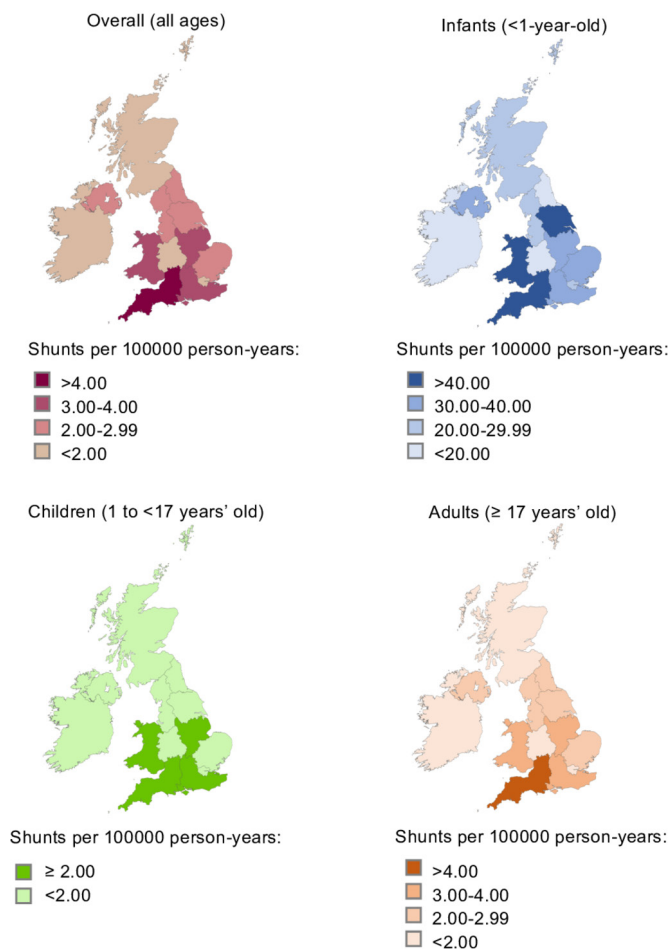 Overall (all ages)
Infants (<1-year-old)
Shunts per 100000 person-years:
>4.00
3.00-4.00
2.00-2.99
<2.00
Shunts per 100000 person-years:
>40.00
30.00-40.00
20.00-29.99
<20.00
Children (1 to <17 years’ old)
Adults (≥ 17 years’ old)
Shunts per 100000 person-years:
≥ 2.00
<2.00
Shunts per 100000 person-years:
>4.00
3.00-4.00
2.00-2.99
<2.00